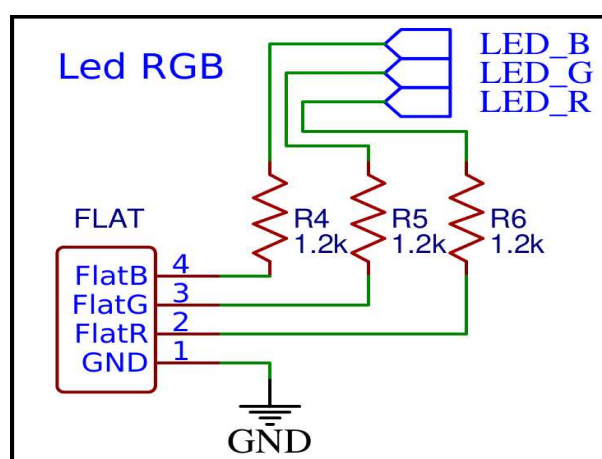 Led RGB
LED_B
LED_G
LED_R
R4
1.2k
R5
1.2k
R6
1.2k
FLAT
FlatB 4
FlatG 3
FlatR 2
GND 1
GND